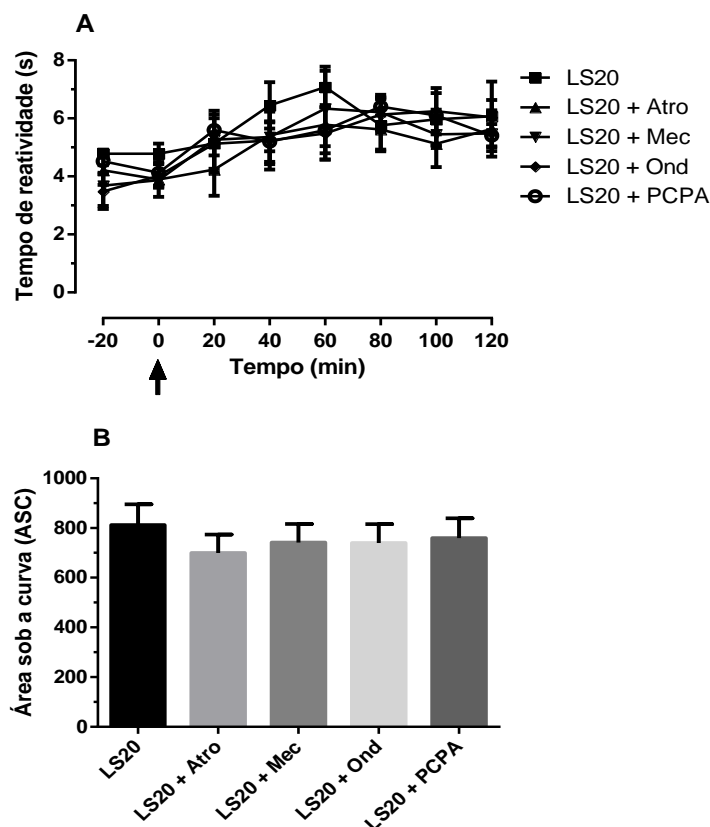 A
Tempo de reatividade (s)
8
6
4
2
0
-20 0 20 40 60 80 100 120
Tempo (min)
LS20
LS20 + Atro
LS20 + Mec
LS20 + Ond
LS20 + PCPA
B
Área sob a curva (ASC)
1000
800
600
400
200
0
LS20
LS20 + Atro
LS20 + Mec
LS20 + Ond
LS20 + PCPA